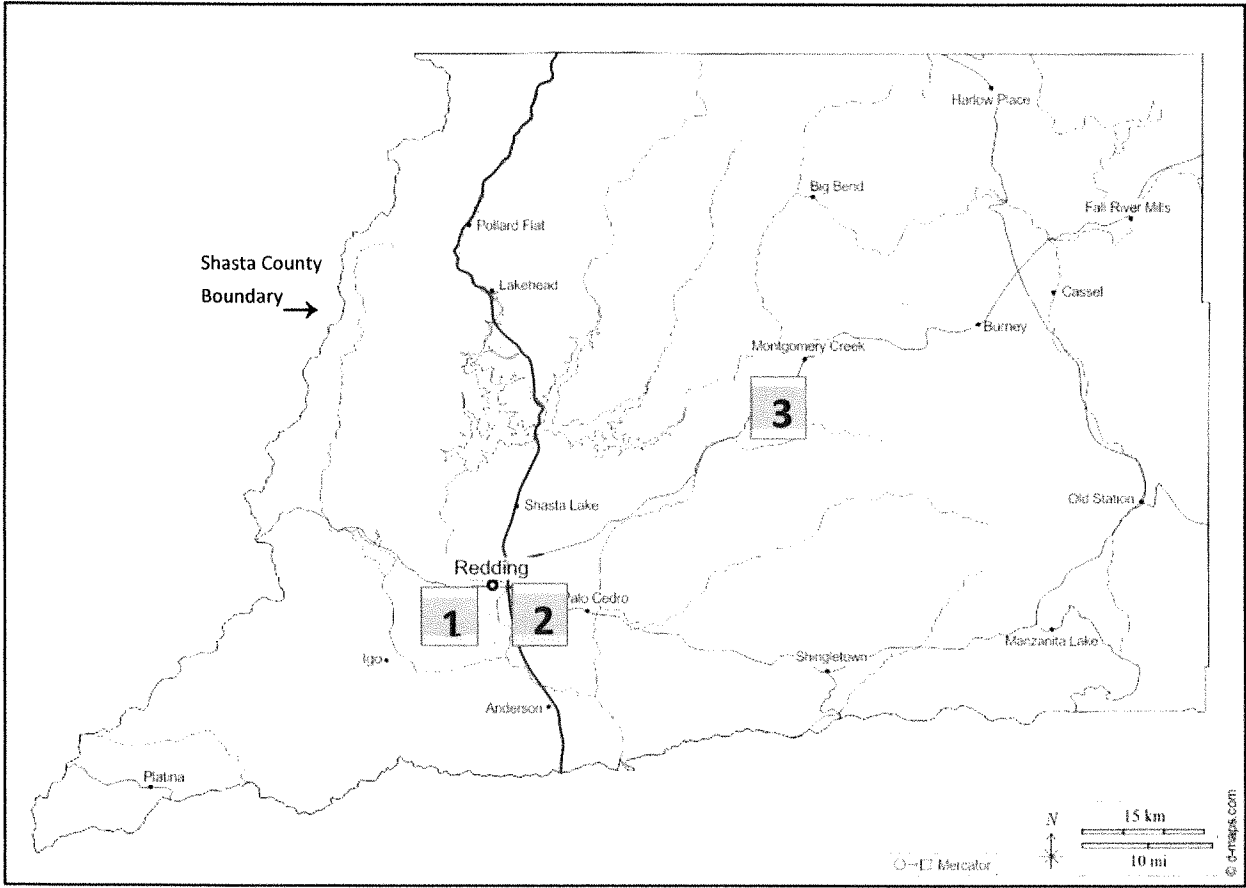 Harlow Place
Big Bend
Fall River Mills
Pollard Flat
Shasta County
Boundary
Lakehead
Cassel
Burney
Montgomery Creek
3
Old Station
Shasta Lake
Redding
1
2
Palo Cedro
Manzanita Lake
Igo
Shingletown
Anderson
Platina
N
15 km
10 mi
Mercator
© d-maps.com